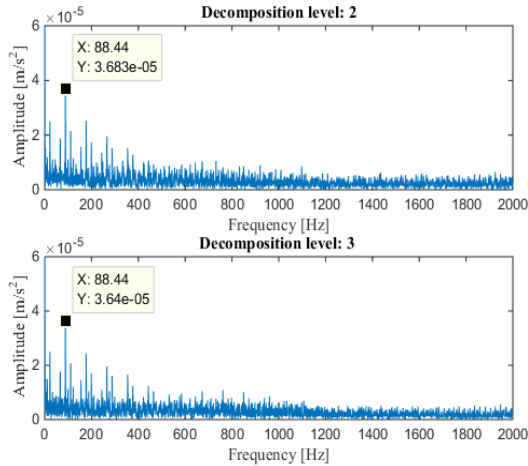 Decomposition level: 2
×10⁻⁵
6
4
2
0
Amplitude [m/s²]
X: 88.44
Y: 3.683e-05
0 200 400 600 800 1000 1200 1400 1600 1800 2000
Frequency [Hz]
Decomposition level: 3
×10⁻⁵
6
4
2
0
Amplitude [m/s²]
X: 88.44
Y: 3.64e-05
0 200 400 600 800 1000 1200 1400 1600 1800 2000
Frequency [Hz]